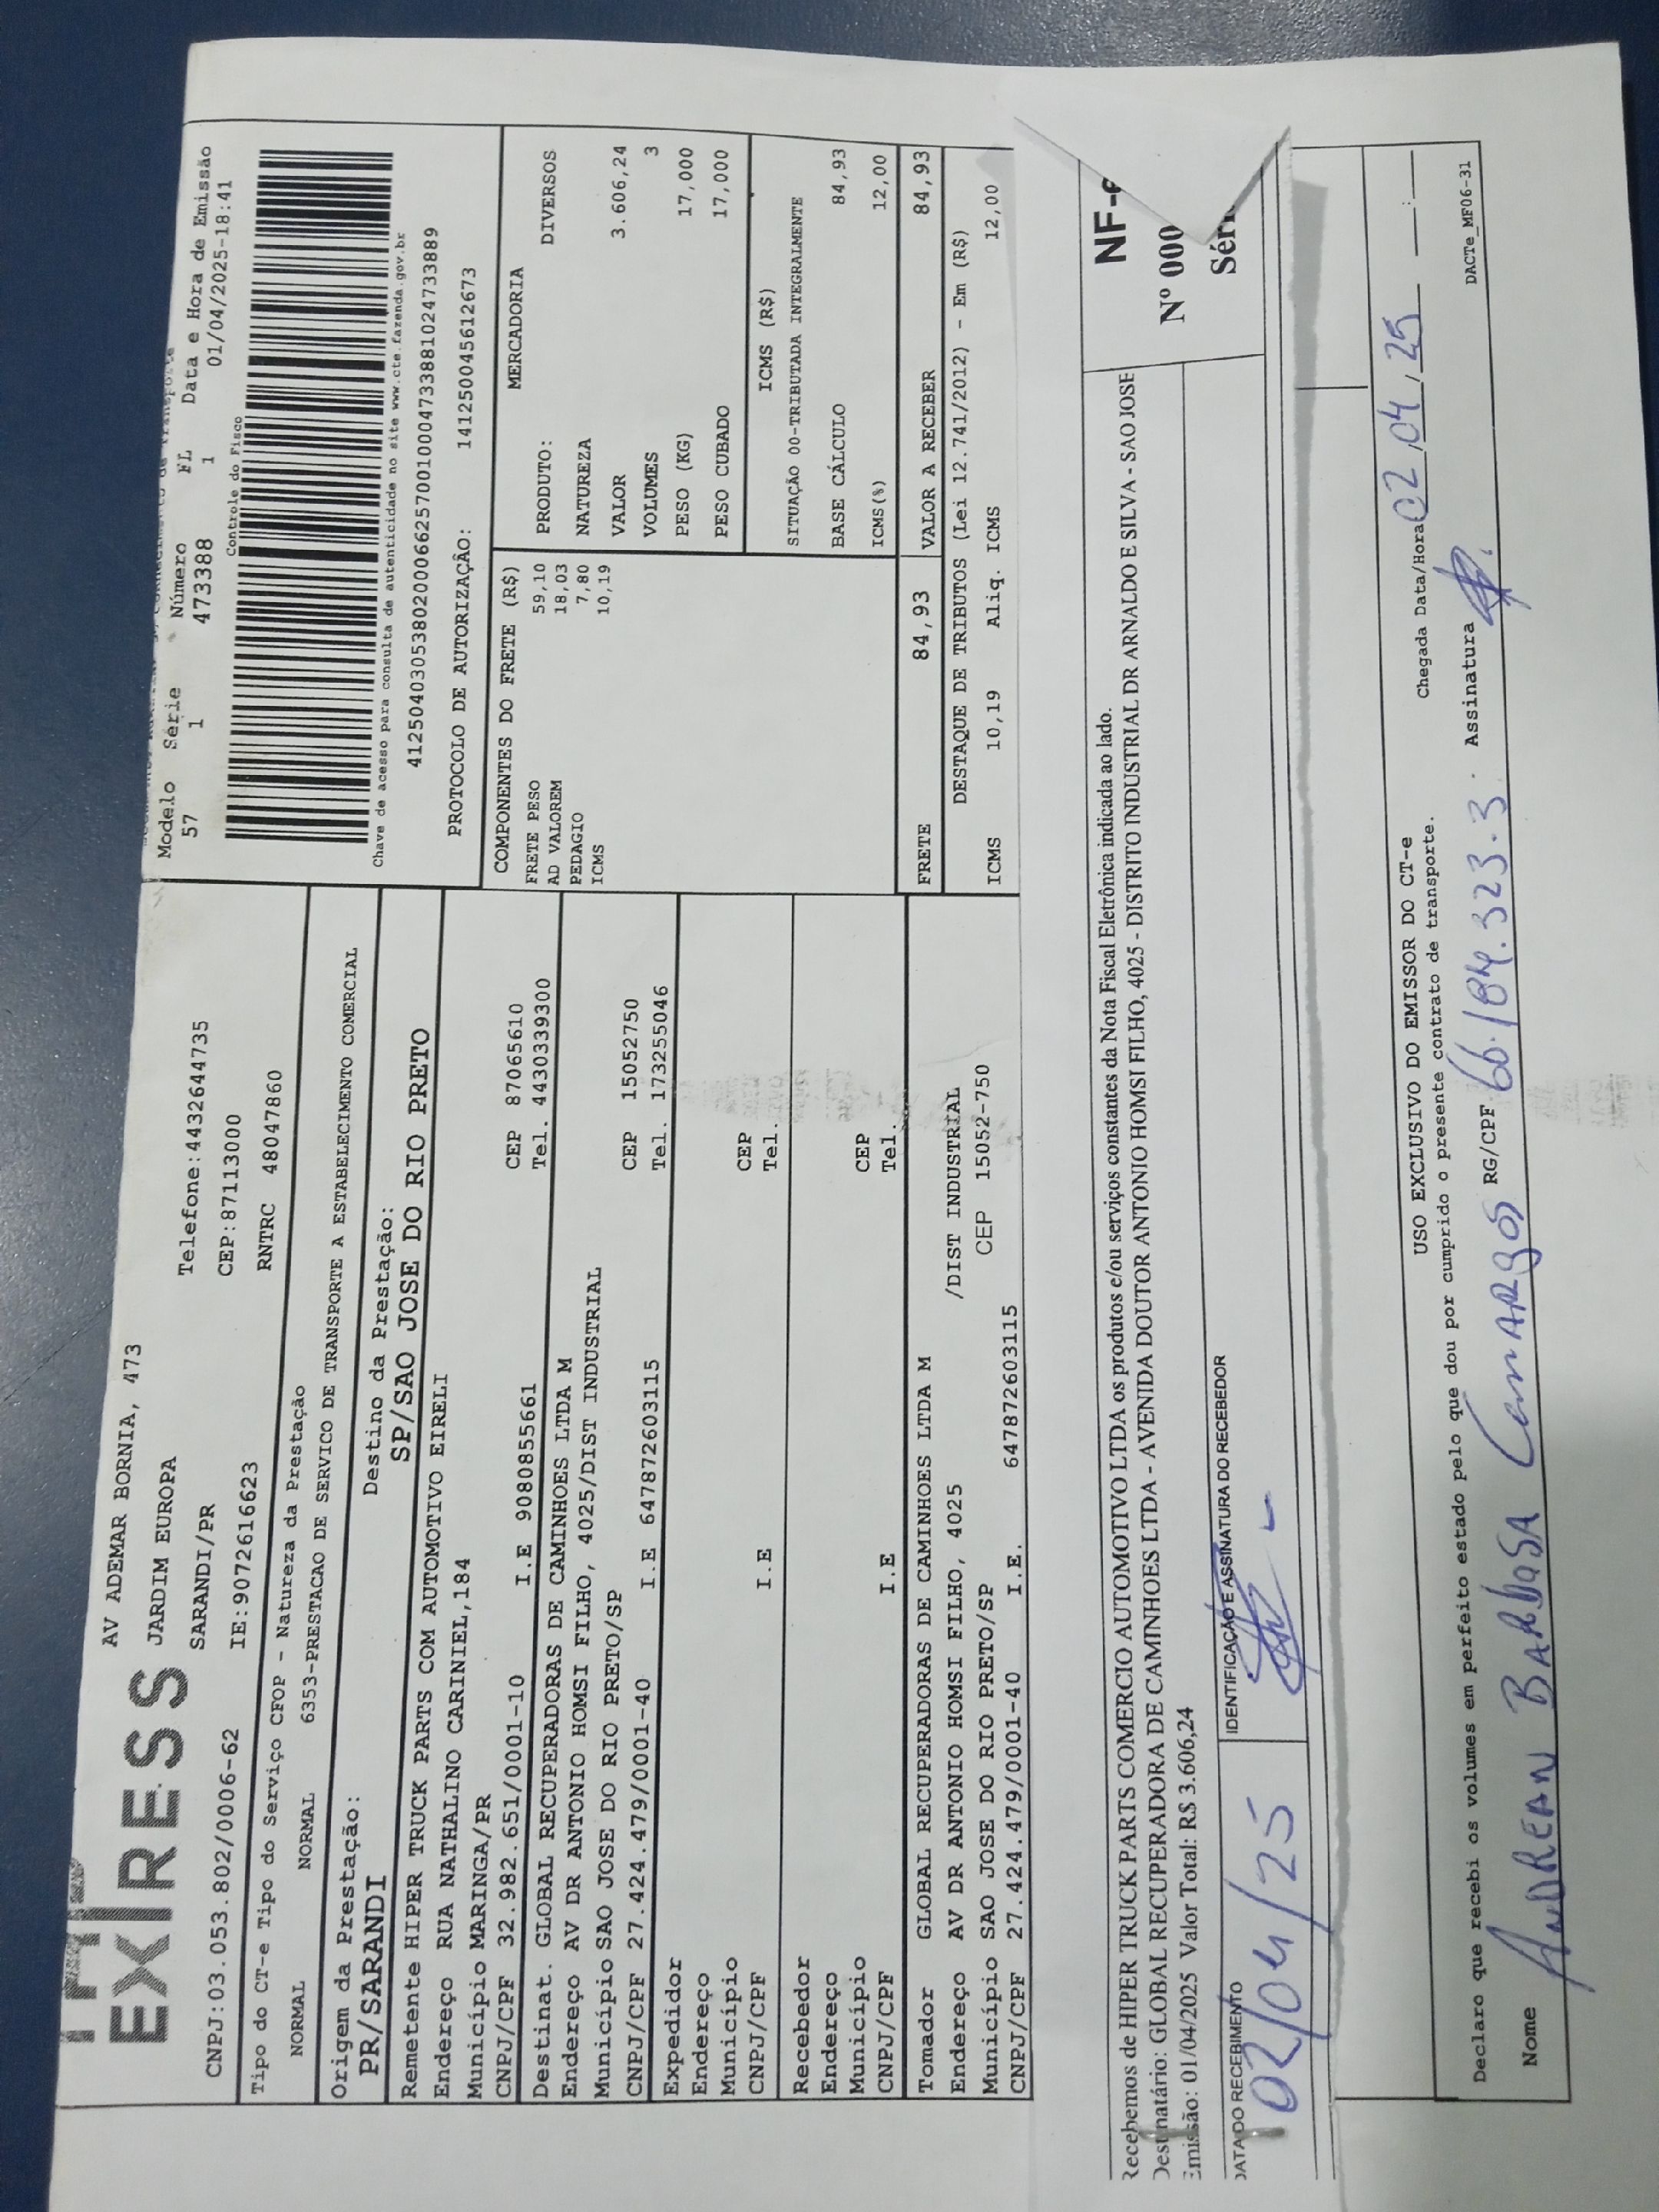 EXPRESS
AV ADEMAR BORNIA, 473
JARDIM EUROPA
Telefone:4432644735
SARANDI/PR
CEP:87113000
CNPJ:03.053.802/0006-62
IE:9072616623
RNTRC 48047860
Modelo Série Número FL Data e Hora de Emissão
57 1 473388 1 01/04/2025-18:41
Controle do Fisco
Chave de acesso para consulta de autenticidade no site www.cte.fazenda.gov.br
41250403053802000662570010004733881024733889
PROTOCOLO DE AUTORIZAÇÃO: 141250045612673
Tipo do CT-e Tipo do Serviço CFOP - Natureza da Prestação
NORMAL NORMAL 6353-PRESTACAO DE SERVICO DE TRANSPORTE A ESTABELECIMENTO COMERCIAL
Origem da Prestação: Destino da Prestação:
PR/SARANDI SP/SAO JOSE DO RIO PRETO
Remetente HIPER TRUCK PARTS COM AUTOMOTIVO EIRELI
Endereço RUA NATHALINO CARINIEL,184
Município MARINGA/PR CEP 87065610
CNPJ/CPF 32.982.651/0001-10 I.E 9080855661 Tel. 4430339300
Destinat. GLOBAL RECUPERADORAS DE CAMINHOES LTDA M
Endereço AV DR ANTONIO HOMSI FILHO, 4025/DIST INDUSTRIAL
Município SAO JOSE DO RIO PRETO/SP CEP 15052750
CNPJ/CPF 27.424.479/0001-40 I.E 647872603115 Tel. 173255046
Expedidor
Endereço
Município CEP
CNPJ/CPF I.E Tel.
Recebedor
Endereço
Município CEP
CNPJ/CPF I.E Tel.
Tomador GLOBAL RECUPERADORAS DE CAMINHOES LTDA M
Endereço AV DR ANTONIO HOMSI FILHO, 4025 /DIST INDUSTRIAL
Município SAO JOSE DO RIO PRETO/SP CEP 15052-750
CNPJ/CPF 27.424.479/0001-40 I.E. 647872603115
COMPONENTES DO FRETE (R$)
FRETE PESO 59,10
AD VALOREM 18,03
PEDAGIO 7,80
ICMS 10,19
MERCADORIA
PRODUTO: DIVERSOS
NATUREZA
VALOR 3.606,24
VOLUMES 3
PESO (KG) 17,000
PESO CUBADO 17,000
ICMS (R$)
SITUAÇÃO 00-TRIBUTADA INTEGRALMENTE
BASE CÁLCULO 84,93
ICMS(%) 12,00
FRETE 84,93 VALOR A RECEBER 84,93
DESTAQUE DE TRIBUTOS (Lei 12.741/2012) - Em (R$)
ICMS 10,19 Aliq. ICMS 12,00
Recebemos de HIPER TRUCK PARTS COMERCIO AUTOMOTIVO LTDA os produtos e/ou serviços constantes da Nota Fiscal Eletrônica indicada ao lado.
Destinatário: GLOBAL RECUPERADORA DE CAMINHOES LTDA - AVENIDA DOUTOR ANTONIO HOMSI FILHO, 4025 - DISTRITO INDUSTRIAL DR ARNALDO E SILVA - SAO JOSE
Emissão: 01/04/2025 Valor Total: R$ 3.606,24
NF-e
Nº 000
Séri
DATA DO RECEBIMENTO IDENTIFICAÇÃO E ASSINATURA DO RECEBEDOR
02/04/25
USO EXCLUSIVO DO EMISSOR DO CT-e
Declaro que recebi os volumes em perfeito estado pelo que dou por cumprido o presente contrato de transporte.
Chegada Data/Hora 02/04/25 __:__
Nome Andrean Barbosa Camargos RG/CPF 66.184.323.3 Assinatura
DACTe_MF06-31